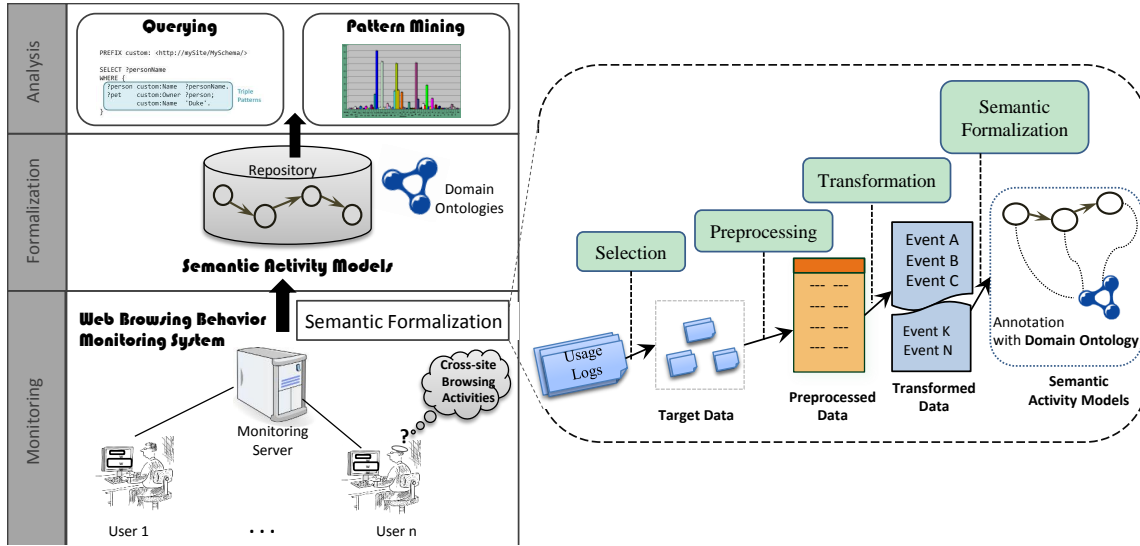 Analysis
Querying
PREFIX custom: <http://mySite/MySchema/>
SELECT ?personName
WHERE {
?person custom:Name ?personName.
?pet custom:Owner ?person;
custom:Name 'Duke'.
}
Triple
Patterns
Pattern Mining
Formalization
Repository
Domain
Ontologies
Semantic Activity Models
Monitoring
Web Browsing Behavior
Monitoring System
Semantic Formalization
Cross-site
Browsing
Activities
Monitoring
Server
?
User 1
. . .
User n
Selection
Preprocessing
Transformation
Semantic
Formalization
Usage
Logs
Target Data
--- ---
--- ---
--- ---
--- ---
Preprocessed
Data
Event A
Event B
Event C
Event K
Event N
Transformed
Data
Annotation
with Domain Ontology
Semantic
Activity Models